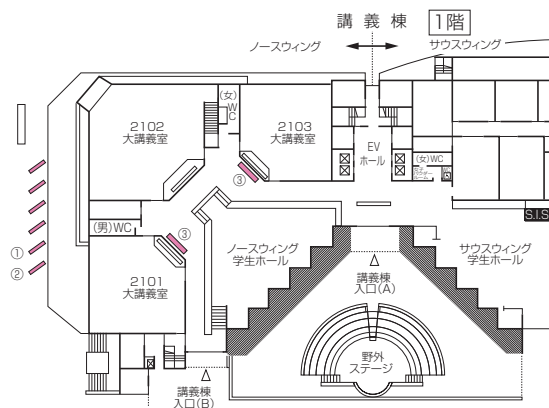 講義棟 1階
ノースウィング
サウスウィング
(女)WC
2102
大講義室
2103
大講義室
EV
ホール
(女)WC
③
(男)WC
③
S.I.S
①
②
2101
大講義室
ノースウィング
学生ホール
サウスウィング
学生ホール
講義棟
入口(A)
野外
ステージ
講義棟
入口(B)